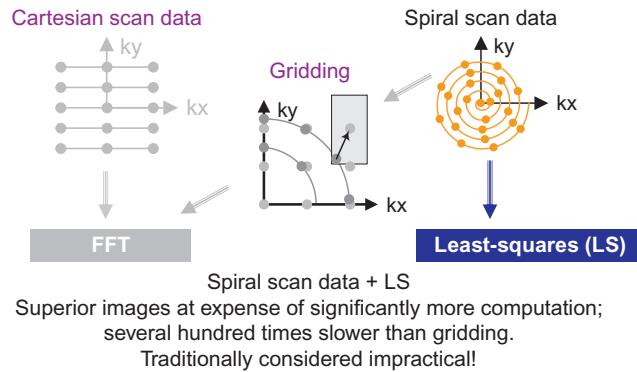 Cartesian scan data
Spiral scan data
ky
kx
Gridding
ky
kx
ky
kx
FFT
Least-squares (LS)
Spiral scan data + LS
Superior images at expense of significantly more computation;
several hundred times slower than gridding.
Traditionally considered impractical!